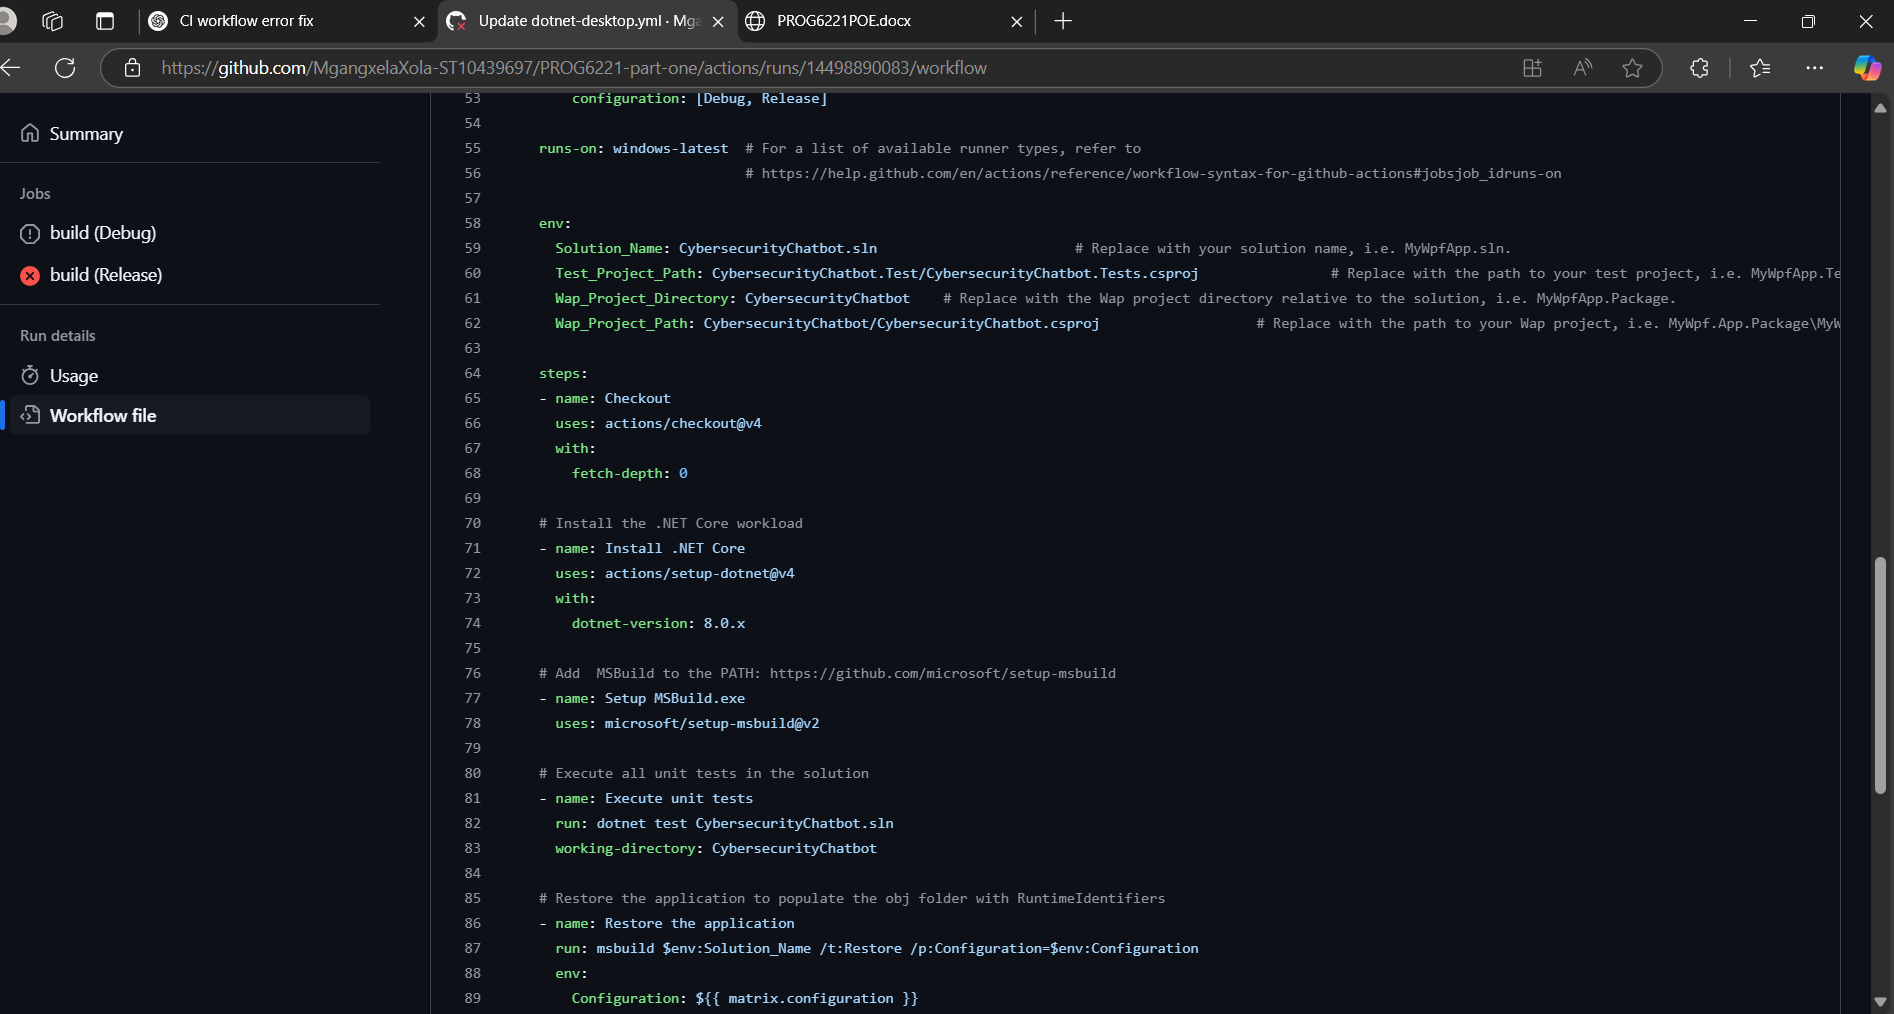 CI workflow error fix
Update dotnet-desktop.yml · Mga
PROG6221POE.docx
https://github.com/MgangxelaXola-ST10439697/PROG6221-part-one/actions/runs/14498890083/workflow
Summary
Jobs
build (Debug)
build (Release)
Run details
Usage
Workflow file
53 configuration: [Debug, Release]
54
55 runs-on: windows-latest # For a list of available runner types, refer to
56 # https://help.github.com/en/actions/reference/workflow-syntax-for-github-actions#jobsjob_idruns-on
57
58 env:
59 Solution_Name: CybersecurityChatbot.sln # Replace with your solution name, i.e. MyWpfApp.sln.
60 Test_Project_Path: CybersecurityChatbot.Test/CybersecurityChatbot.Tests.csproj # Replace with the path to your test project, i.e. MyWpfApp.Te
61 Wap_Project_Directory: CybersecurityChatbot # Replace with the Wap project directory relative to the solution, i.e. MyWpfApp.Package.
62 Wap_Project_Path: CybersecurityChatbot/CybersecurityChatbot.csproj # Replace with the path to your Wap project, i.e. MyWpf.App.Package\MyW
63
64 steps:
65 - name: Checkout
66 uses: actions/checkout@v4
67 with:
68 fetch-depth: 0
69
70 # Install the .NET Core workload
71 - name: Install .NET Core
72 uses: actions/setup-dotnet@v4
73 with:
74 dotnet-version: 8.0.x
75
76 # Add  MSBuild to the PATH: https://github.com/microsoft/setup-msbuild
77 - name: Setup MSBuild.exe
78 uses: microsoft/setup-msbuild@v2
79
80 # Execute all unit tests in the solution
81 - name: Execute unit tests
82 run: dotnet test CybersecurityChatbot.sln
83 working-directory: CybersecurityChatbot
84
85 # Restore the application to populate the obj folder with RuntimeIdentifiers
86 - name: Restore the application
87 run: msbuild $env:Solution_Name /t:Restore /p:Configuration=$env:Configuration
88 env:
89 Configuration: ${{ matrix.configuration }}